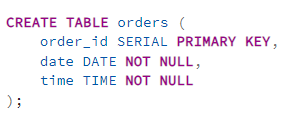 CREATE TABLE orders (
    order_id SERIAL PRIMARY KEY,
    date DATE NOT NULL,
    time TIME NOT NULL
);